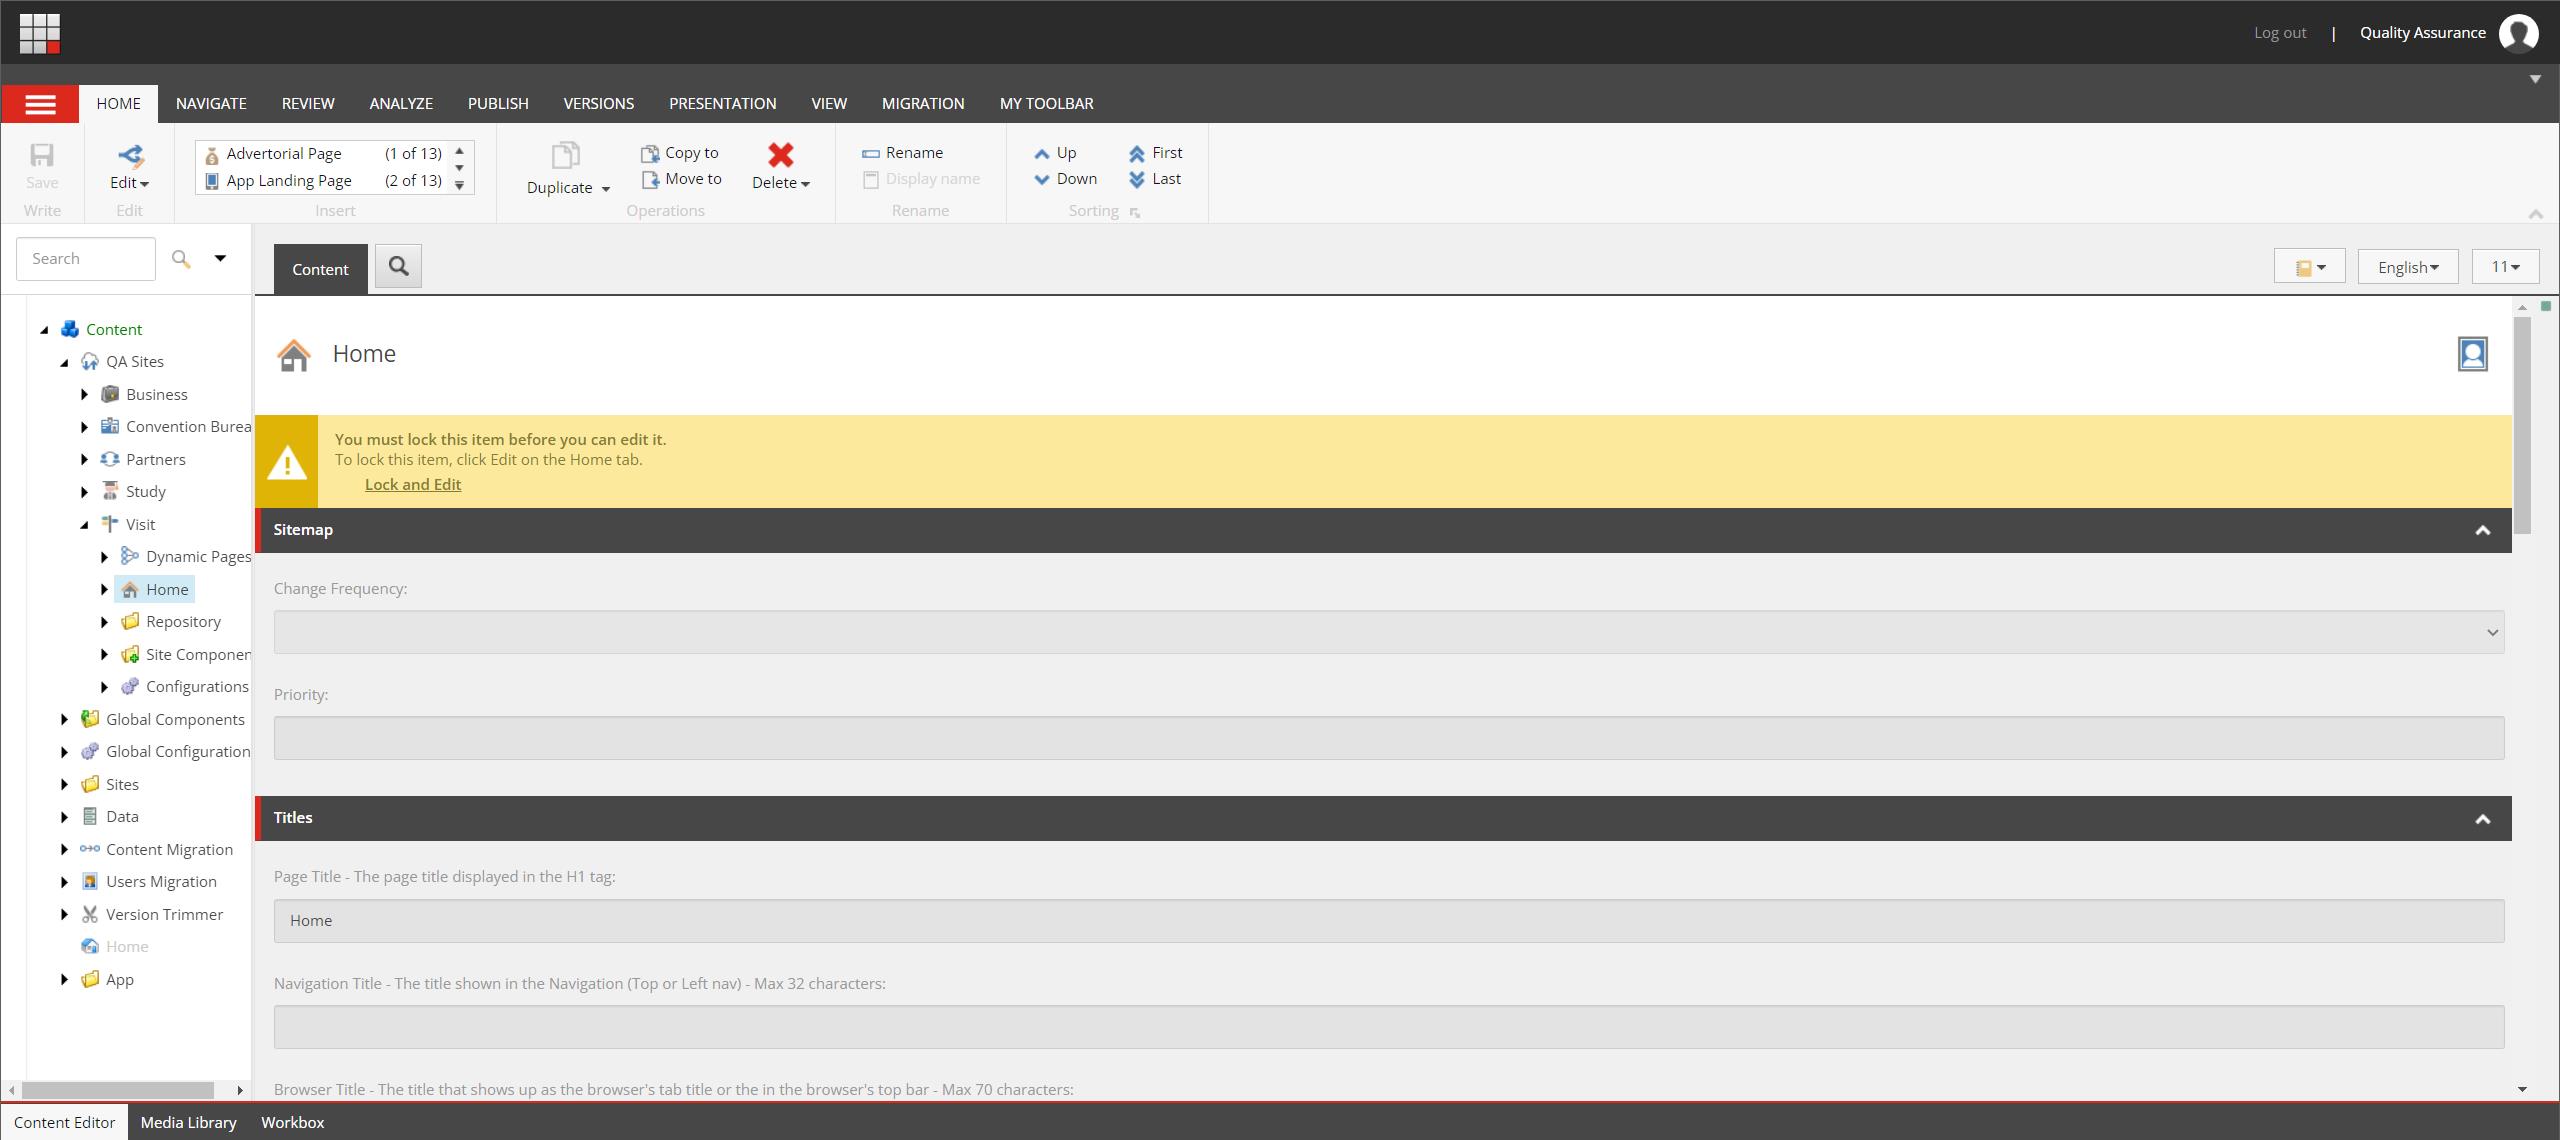 Log out | Quality Assurance
HOME NAVIGATE REVIEW ANALYZE PUBLISH VERSIONS PRESENTATION VIEW MIGRATION MY TOOLBAR
Advertorial Page (1 of 13)
App Landing Page (2 of 13)
Save
Edit
Duplicate
Copy to
Move to
Delete
Rename
Display name
Up
Down
First
Last
Write
Edit
Insert
Operations
Rename
Sorting
Search
Content
English
11
Content
QA Sites
Business
Convention Burea
Partners
Study
Visit
Dynamic Pages
Home
Repository
Site Componen
Configurations
Global Components
Global Configuration
Sites
Data
Content Migration
Users Migration
Version Trimmer
Home
App
Home
You must lock this item before you can edit it.
To lock this item, click Edit on the Home tab.
Lock and Edit
Sitemap
Change Frequency:
Priority:
Titles
Page Title - The page title displayed in the H1 tag:
Home
Navigation Title - The title shown in the Navigation (Top or Left nav) - Max 32 characters:
Browser Title - The title that shows up as the browser's tab title or the in the browser's top bar - Max 70 characters:
Content Editor Media Library Workbox